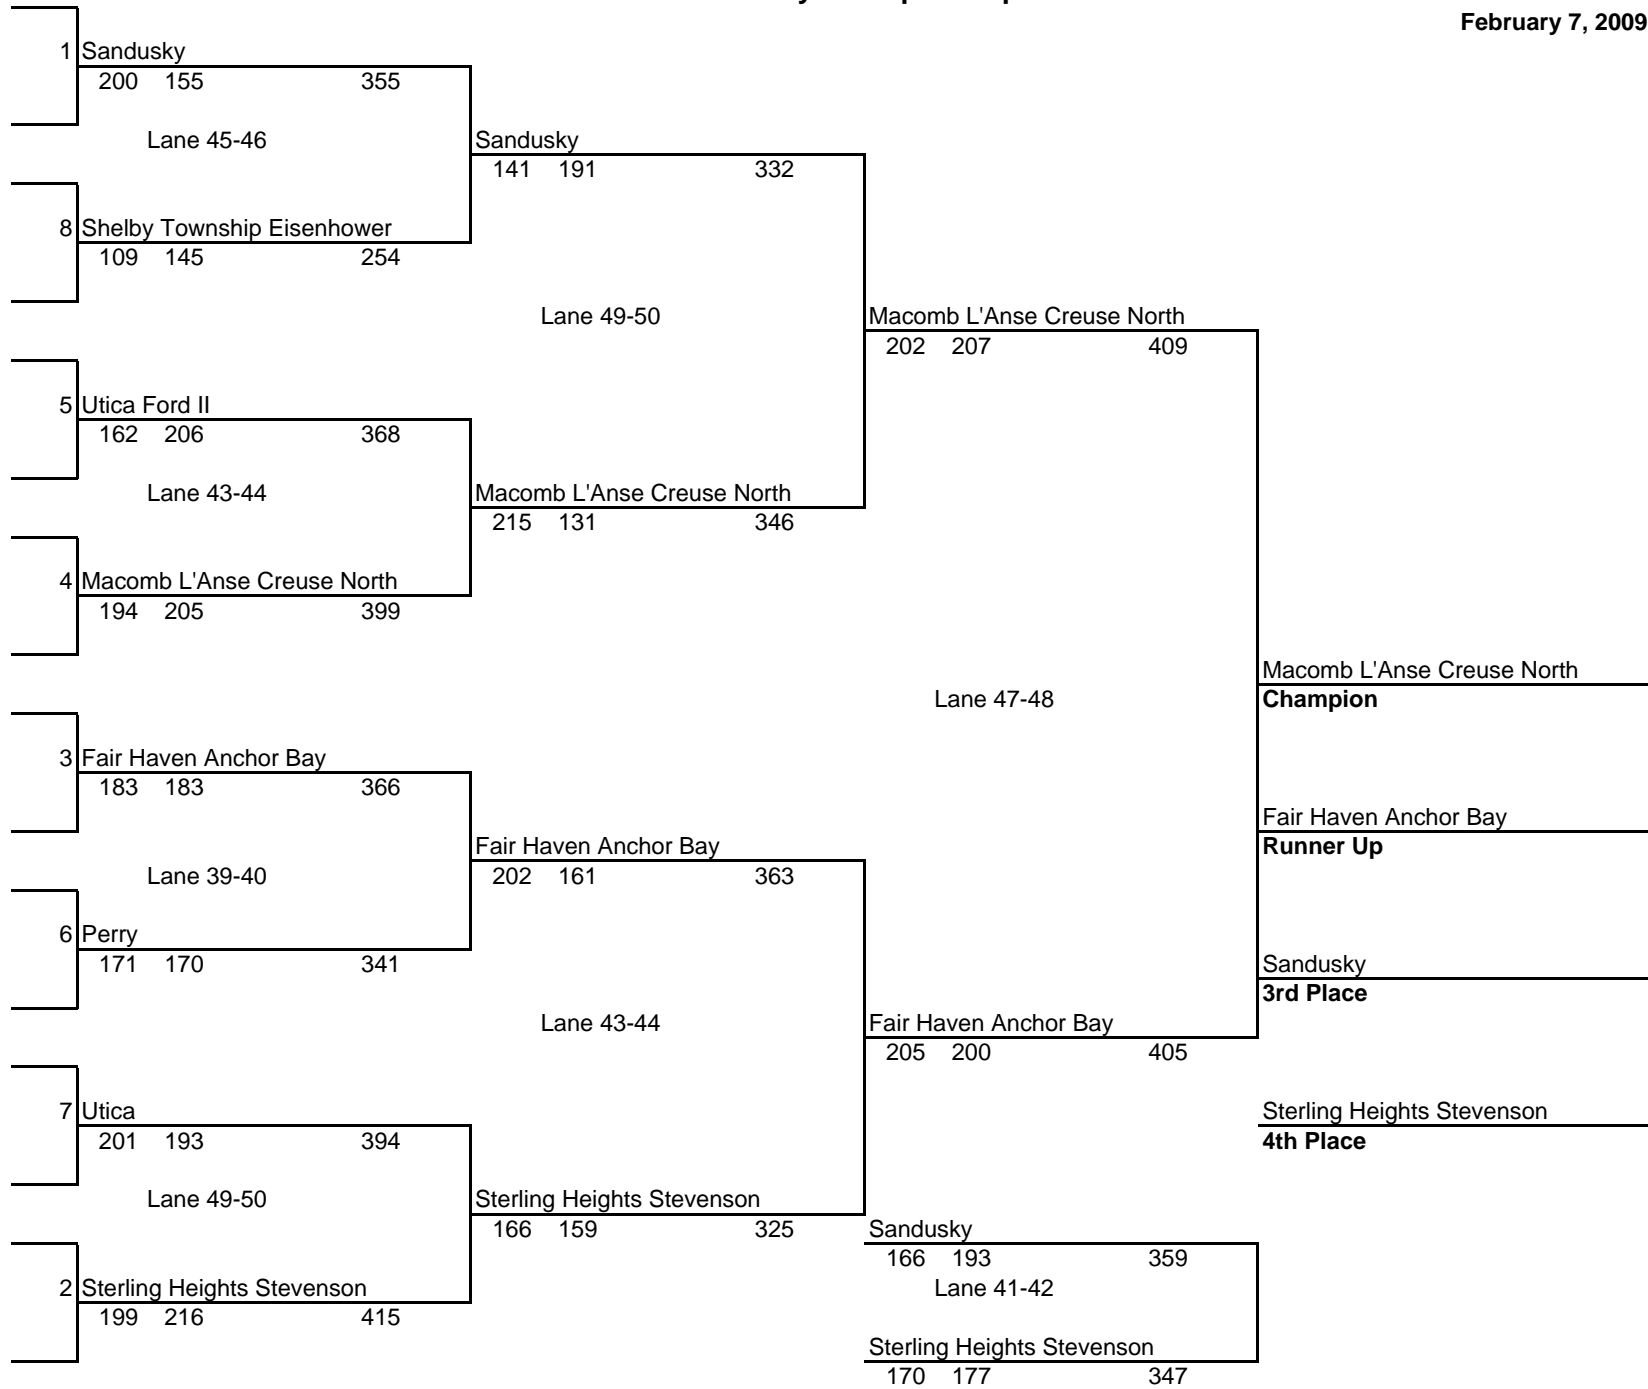 February 7, 2009
1 Sandusky
200 155 355
Lane 45-46
Sandusky
141 191 332
8 Shelby Township Eisenhower
109 145 254
Lane 49-50
Macomb L'Anse Creuse North
202 207 409
5 Utica Ford II
162 206 368
Lane 43-44
Macomb L'Anse Creuse North
215 131 346
4 Macomb L'Anse Creuse North
194 205 399
Macomb L'Anse Creuse North
Champion
Lane 47-48
3 Fair Haven Anchor Bay
183 183 366
Fair Haven Anchor Bay
Runner Up
Lane 39-40
Fair Haven Anchor Bay
202 161 363
6 Perry
171 170 341
Sandusky
3rd Place
Lane 43-44
Fair Haven Anchor Bay
205 200 405
7 Utica
201 193 394
Sterling Heights Stevenson
4th Place
Lane 49-50
Sterling Heights Stevenson
166 159 325
Sandusky
166 193 359
Lane 41-42
2 Sterling Heights Stevenson
199 216 415
Sterling Heights Stevenson
170 177 347